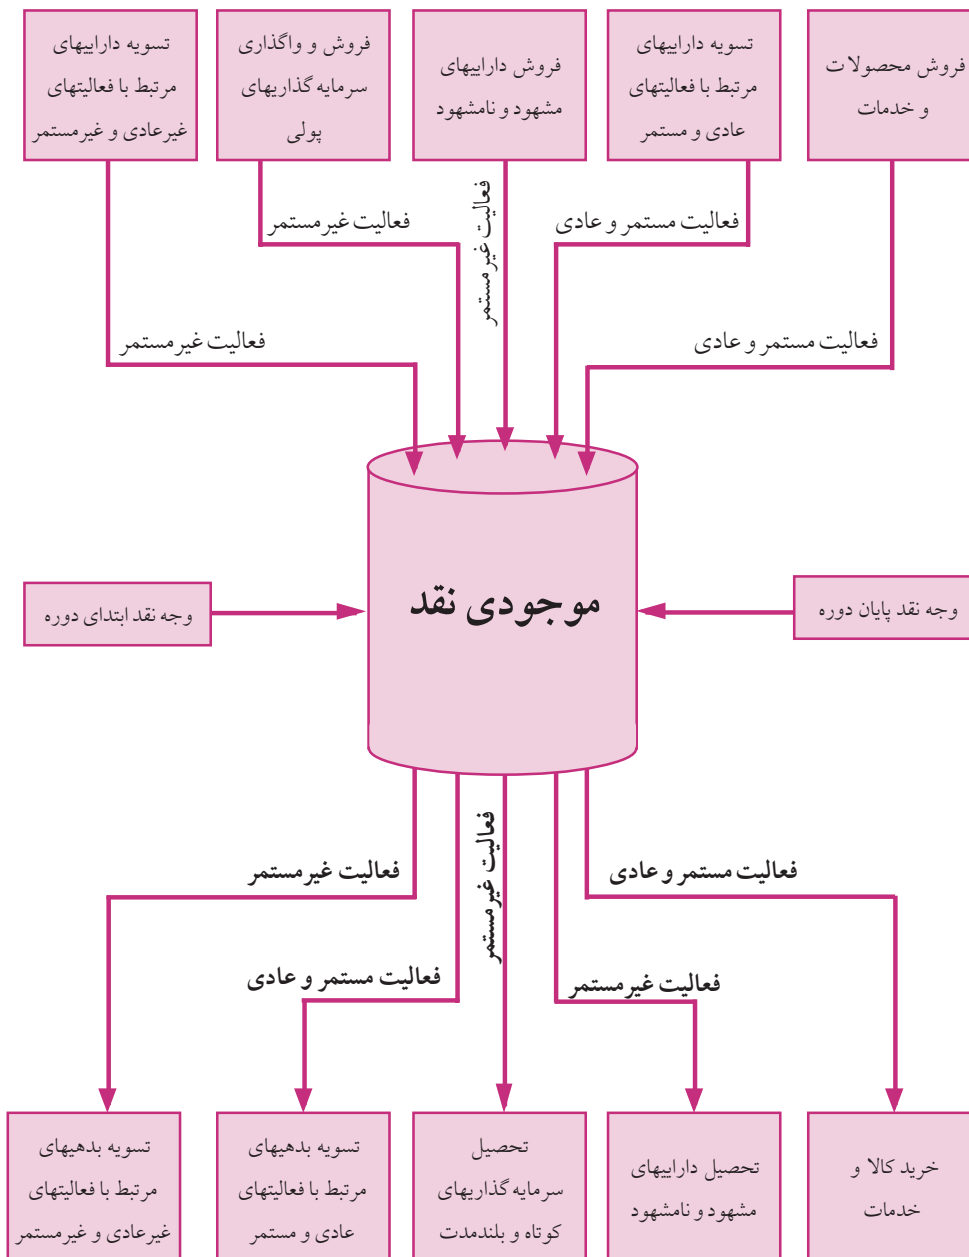 فروش محصولات
و خدمات
تسویه داراییهای
مرتبط با فعالیتهای
عادی و مستمر
فروش داراییهای
مشهود و نامشهود
فروش و واگذاری
سرمایه گذاریهای
پولی
تسویه داراییهای
مرتبط با فعالیتهای
غیرعادی و غیرمستمر
فعالیت مستمر و عادی
فعالیت غیرمستمر
فعالیت غیرمستمر
فعالیت مستمر و عادی
فعالیت غیرمستمر
موجودی نقد
وجه نقد پایان دوره
وجه نقد ابتدای دوره
فعالیت مستمر و عادی
فعالیت غیرمستمر
فعالیت غیرمستمر
فعالیت غیرمستمر
فعالیت مستمر و عادی
خرید کالا و
خدمات
تحصیل داراییهای
مشهود و نامشهود
تحصیل
سرمایه گذاریهای
کوتاه و بلندمدت
تسویه بدهیهای
مرتبط با فعالیتهای
عادی و مستمر
تسویه بدهیهای
مرتبط با فعالیتهای
غیرعادی و غیرمستمر